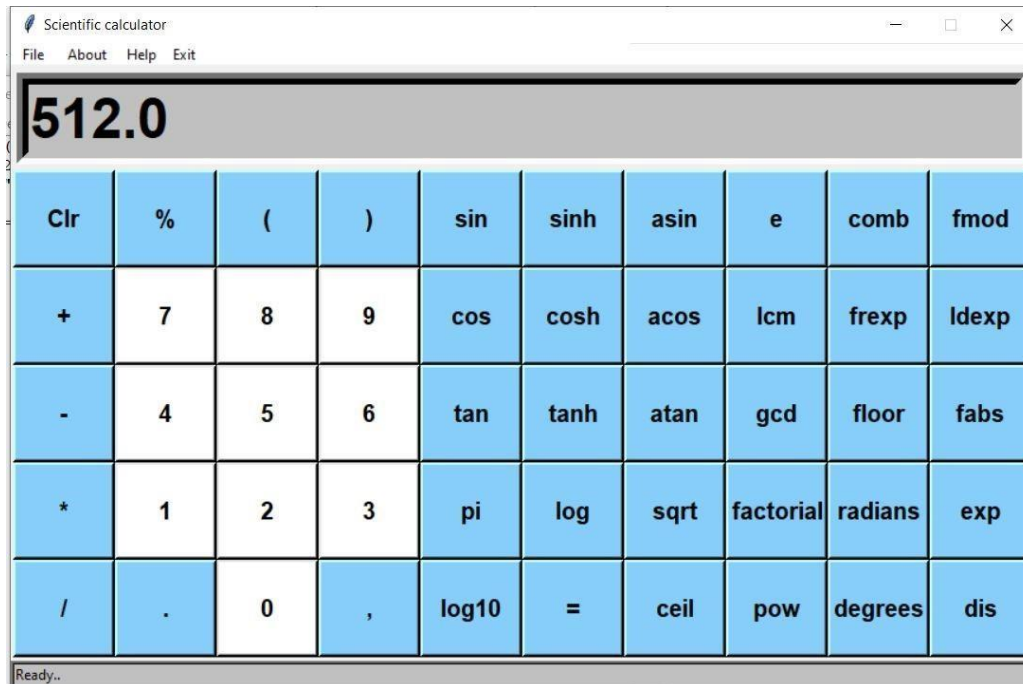 Scientific calculator
File About Help Exit
512.0
Clr % ( ) sin sinh asin e comb fmod
+ 7 8 9 cos cosh acos lcm frexp ldexp
- 4 5 6 tan tanh atan gcd floor fabs
* 1 2 3 pi log sqrt factorial radians exp
/ . 0 , log10 = ceil pow degrees dis
Ready..